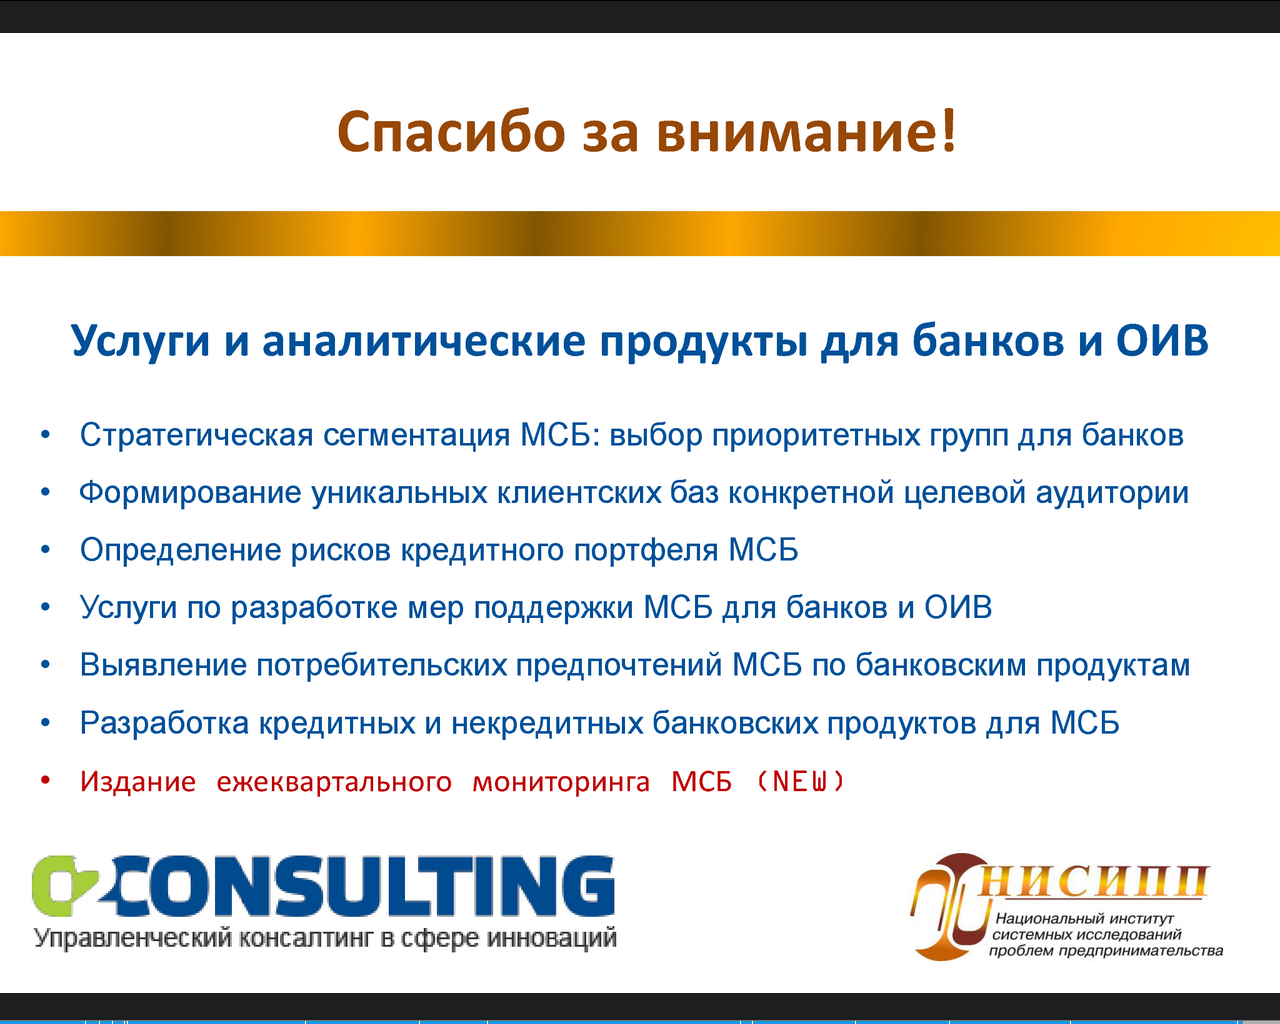 Спасибо за внимание!
Услуги и аналитические продукты для банков и ОИВ
• Стратегическая сегментация МСБ: выбор приоритетных групп для банков
• Формирование уникальных клиентских баз конкретной целевой аудитории
• Определение рисков кредитного портфеля МСБ
• Услуги по разработке мер поддержки МСБ для банков и ОИВ
• Выявление потребительских предпочтений МСБ по банковским продуктам
• Разработка кредитных и некредитных банковских продуктов для МСБ
• Издание ежеквартального мониторинга МСБ (NEW)
O2CONSULTING
Управленческий консалтинг в сфере инноваций
НИСИПП
Национальный институт
системных исследований
проблем предпринимательства